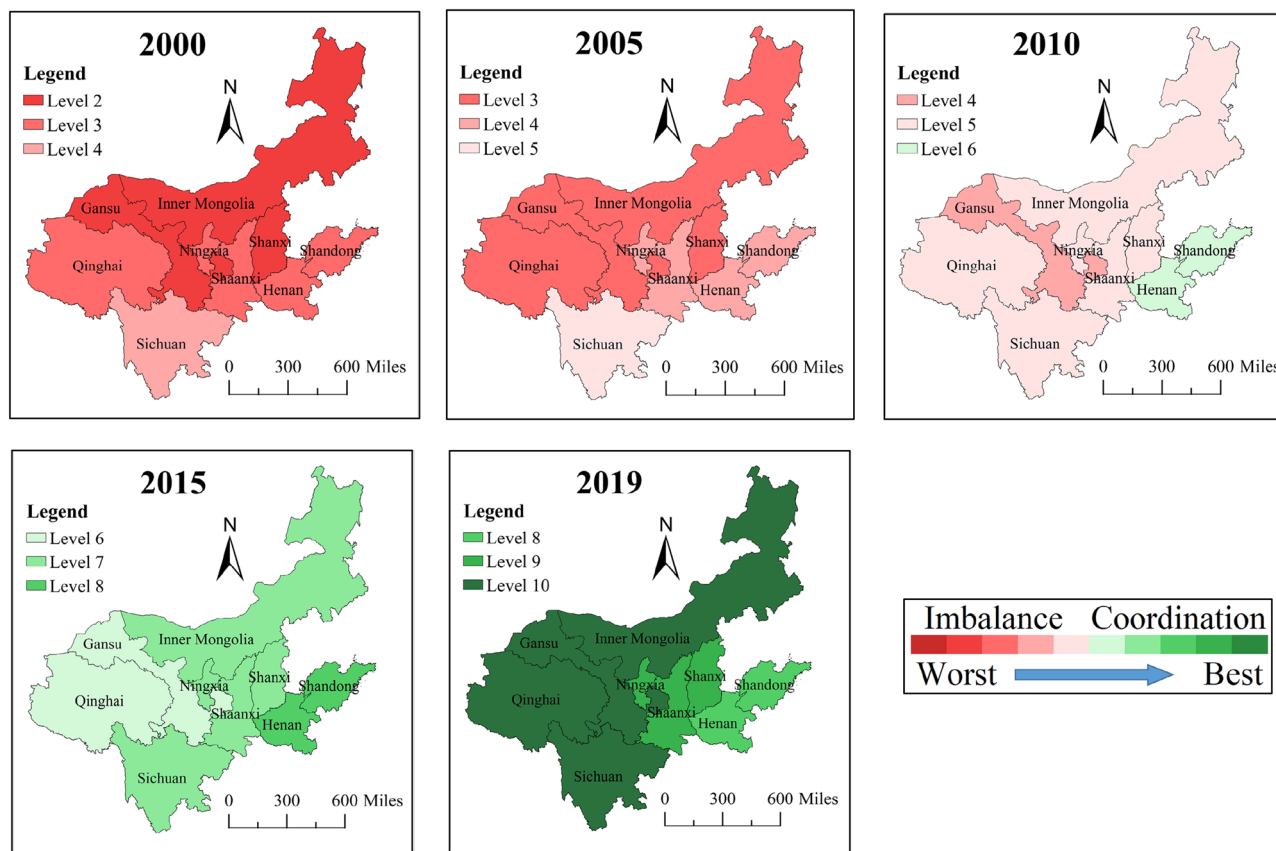 2000
Legend
Level 2
Level 3
Level 4
N
Gansu
Inner Mongolia
Qinghai
Ningxia
Shanxi
Shandong
Shaanxi
Henan
Sichuan
0 300 600 Miles
2005
Legend
Level 3
Level 4
Level 5
N
Gansu
Inner Mongolia
Qinghai
Ningxia
Shanxi
Shandong
Shaanxi
Henan
Sichuan
0 300 600 Miles
2010
Legend
Level 4
Level 5
Level 6
N
Gansu
Inner Mongolia
Qinghai
Ningxia
Shanxi
Shandong
Shaanxi
Henan
Sichuan
0 300 600 Miles
2015
Legend
Level 6
Level 7
Level 8
N
Gansu
Inner Mongolia
Qinghai
Ningxia
Shanxi
Shandong
Shaanxi
Henan
Sichuan
0 300 600 Miles
2019
Legend
Level 8
Level 9
Level 10
N
Gansu
Inner Mongolia
Qinghai
Ningxia
Shanxi
Shandong
Shaanxi
Henan
Sichuan
0 300 600 Miles
Imbalance Coordination
Worst Best